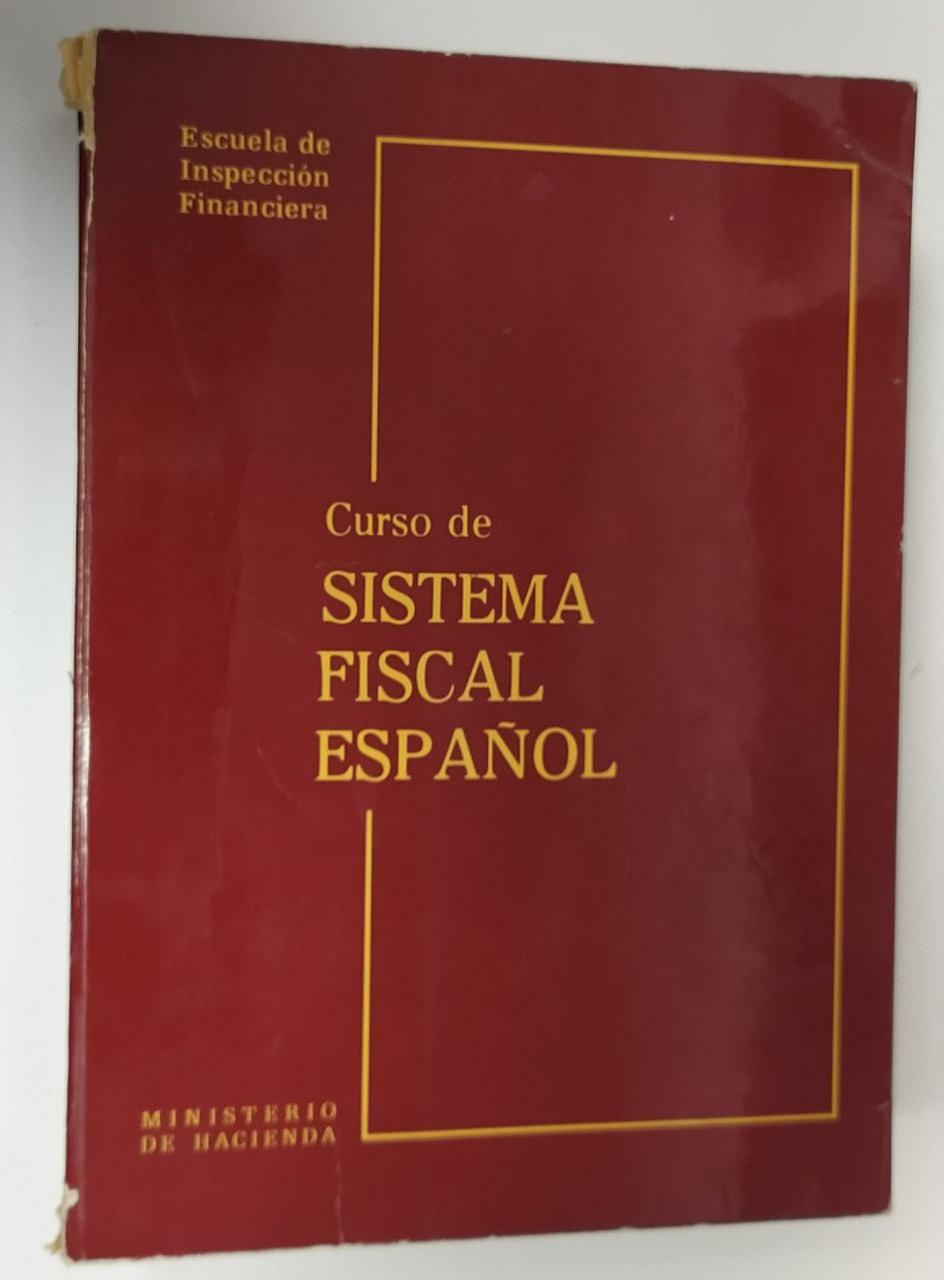 Escuela de
Inspección
Financiera
Curso de
SISTEMA
FISCAL
ESPAÑOL
MINISTERIO
DE HACIENDA